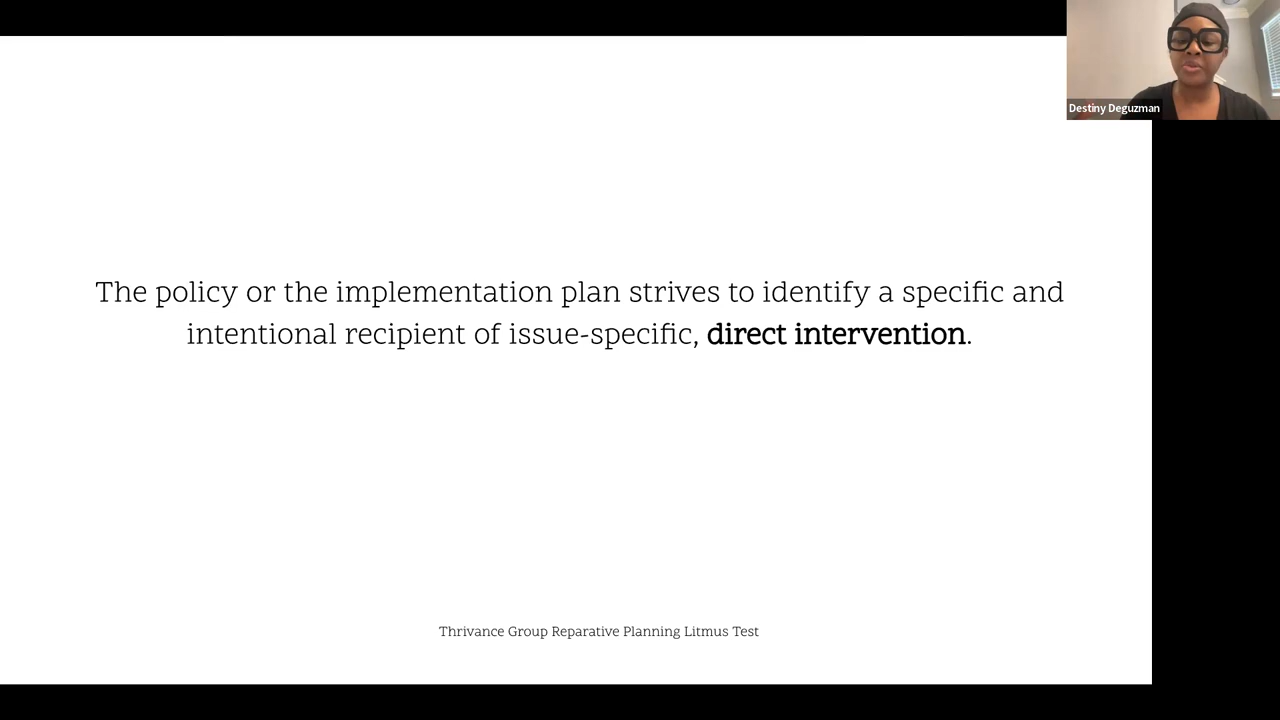 Destiny Deguzman
The policy or the implementation plan strives to identify a specific and
intentional recipient of issue-specific, direct intervention.
Thrivance Group Reparative Planning Litmus Test